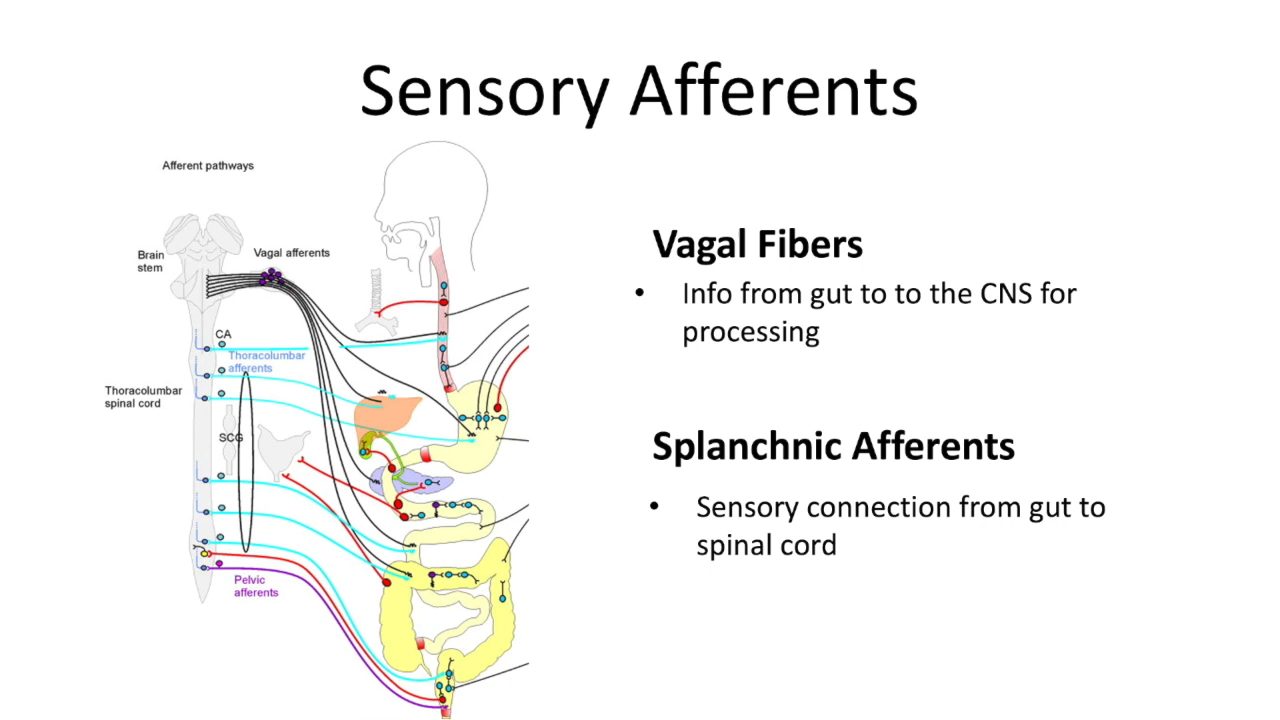 Sensory Afferents
Afferent pathways
Brain
stem
Vagal afferents
CA
Thoracolumbar
afferents
Thoracolumbar
spinal cord
SCG
Pelvic
afferents
Vagal Fibers
• Info from gut to to the CNS for
processing
Splanchnic Afferents
• Sensory connection from gut to
spinal cord